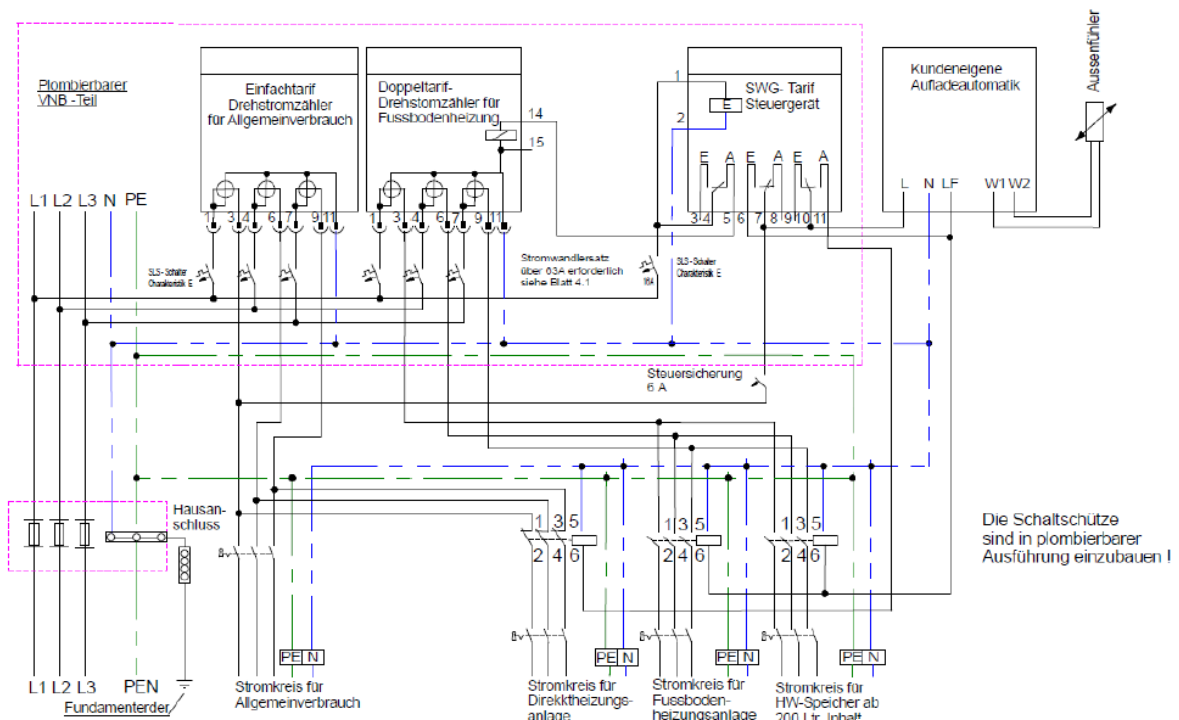 Plombierbarer
VNB -Teil
Einfachtarif
Drehstromzähler
für Allgemeinverbrauch
Doppeltarif-
Drehstomzähler für
Fussbodenheizung
14
15
1
2
E
SWG- Tarif
Steuergerät
E A E A E A
Kundeneigene
Aufladeautomatik
Aussenfühler
L N LF W1 W2
L1 L2 L3 N PE
1 3 4 6 7 9 11
1 3 4 6 7 9 11
3 4 5 6 7 8 9 10 11
SLS - Schalter
Charakteristik E
Stromwandlersatz
über 63A erforderlich
siehe Blatt 4.1
16A
SLS - Schalter
Charakteristik E
Steuersicherung
6 A
Hausan-
schluss
1 3 5
2 4 6
1 3 5
2 4 6
1 3 5
2 4 6
Die Schaltschütze
sind in plombierbarer
Ausführung einzubauen !
PE N
PE N
PE N
PE N
L1 L2 L3 PEN
Fundamenterder
Stromkreis für
Allgemeinverbrauch
Stromkreis für
Direkktheizungs-
anlage
Stromkreis für
Fussboden-
heizungsanlage
Stromkreis für
HW-Speicher ab
200 Ltr. Inhalt